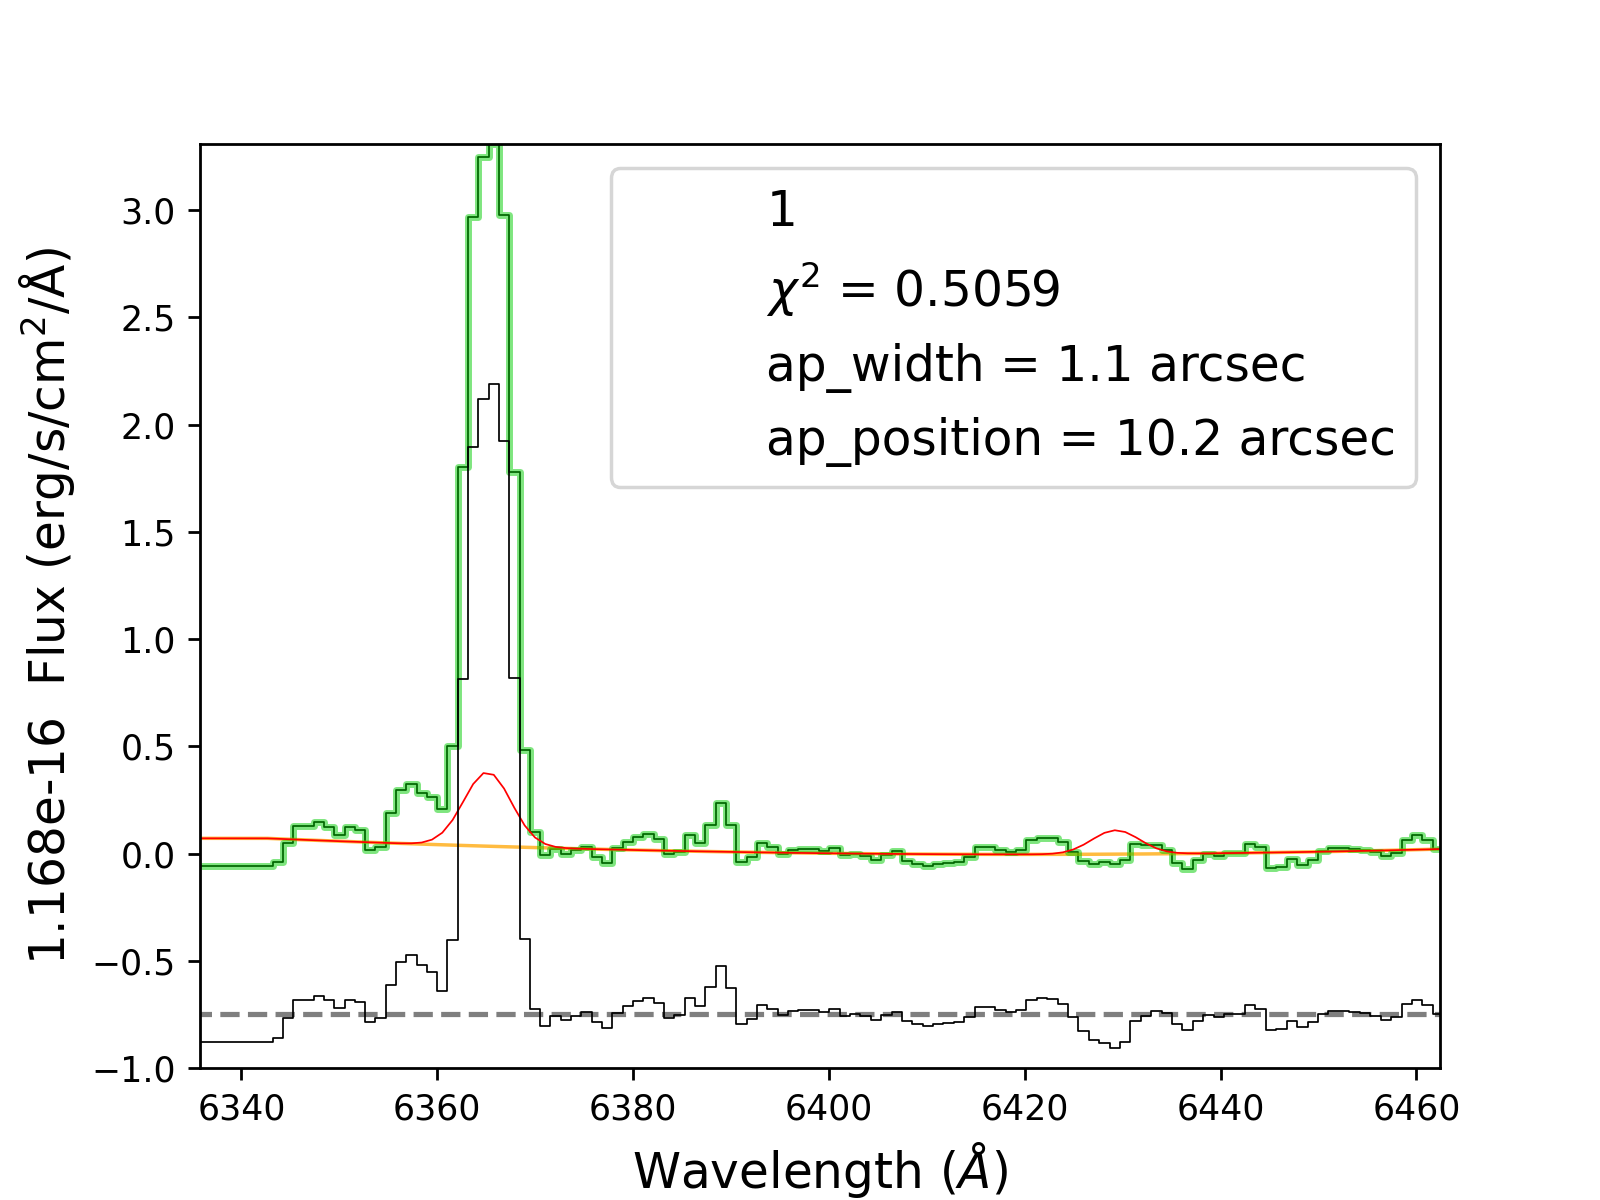 1
χ² = 0.5059
ap_width = 1.1 arcsec
ap_position = 10.2 arcsec
1.168e-16 Flux (erg/s/cm²/Å)
3.0
2.5
2.0
1.5
1.0
0.5
0.0
−0.5
−1.0
6340 6360 6380 6400 6420 6440 6460
Wavelength (Å)